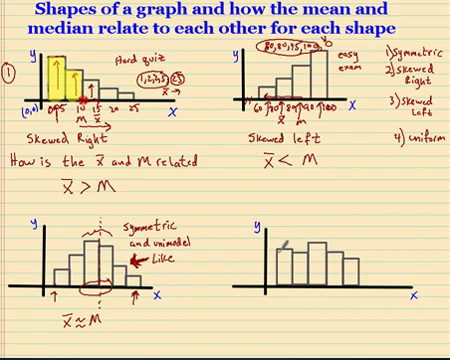 Shapes of a graph and how the mean and
median relate to each other for each shape
1
y
Hard quiz
1,2,4,5, 25
x̄ →
(0,0)
10 15 20 25
x
M x̄
Skewed Right
How is the x̄ and M related
x̄ > M
y
80,80,95,100
easy
exam
60 70 80 90 100
x
x̄ M
Skewed left
x̄ < M
1) Symmetric
2) Skewed
Right
3) Skewed
Left
4) uniform
y
Symmetric
and unimodel
Like
x
x̄ ≈ M
y
x